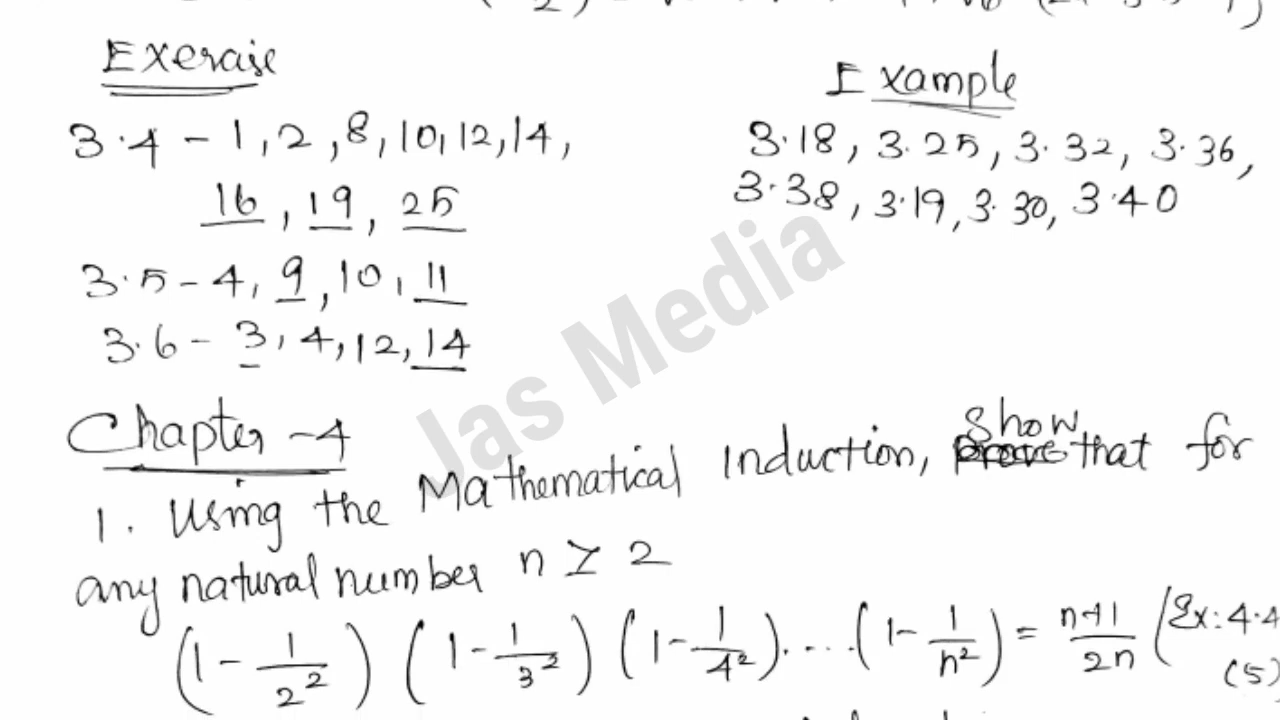 Exercise
3.4 - 1, 2, 8, 10, 12, 14,
16, 19, 25
3.5 - 4, 9, 10, 11
3.6 - 3, 4, 12, 14
Example
3.18, 3.25, 3.32, 3.36,
3.38, 3.19, 3.30, 3.40
Jas Media
Chapter - 4
1. Using the Mathematical Induction, Show that for
any natural number n ≥ 2
(1 - 1/2²) (1 - 1/3²) (1 - 1/4²) .... (1 - 1/n²) = n+1/2n (Ex: 4.4
(5)